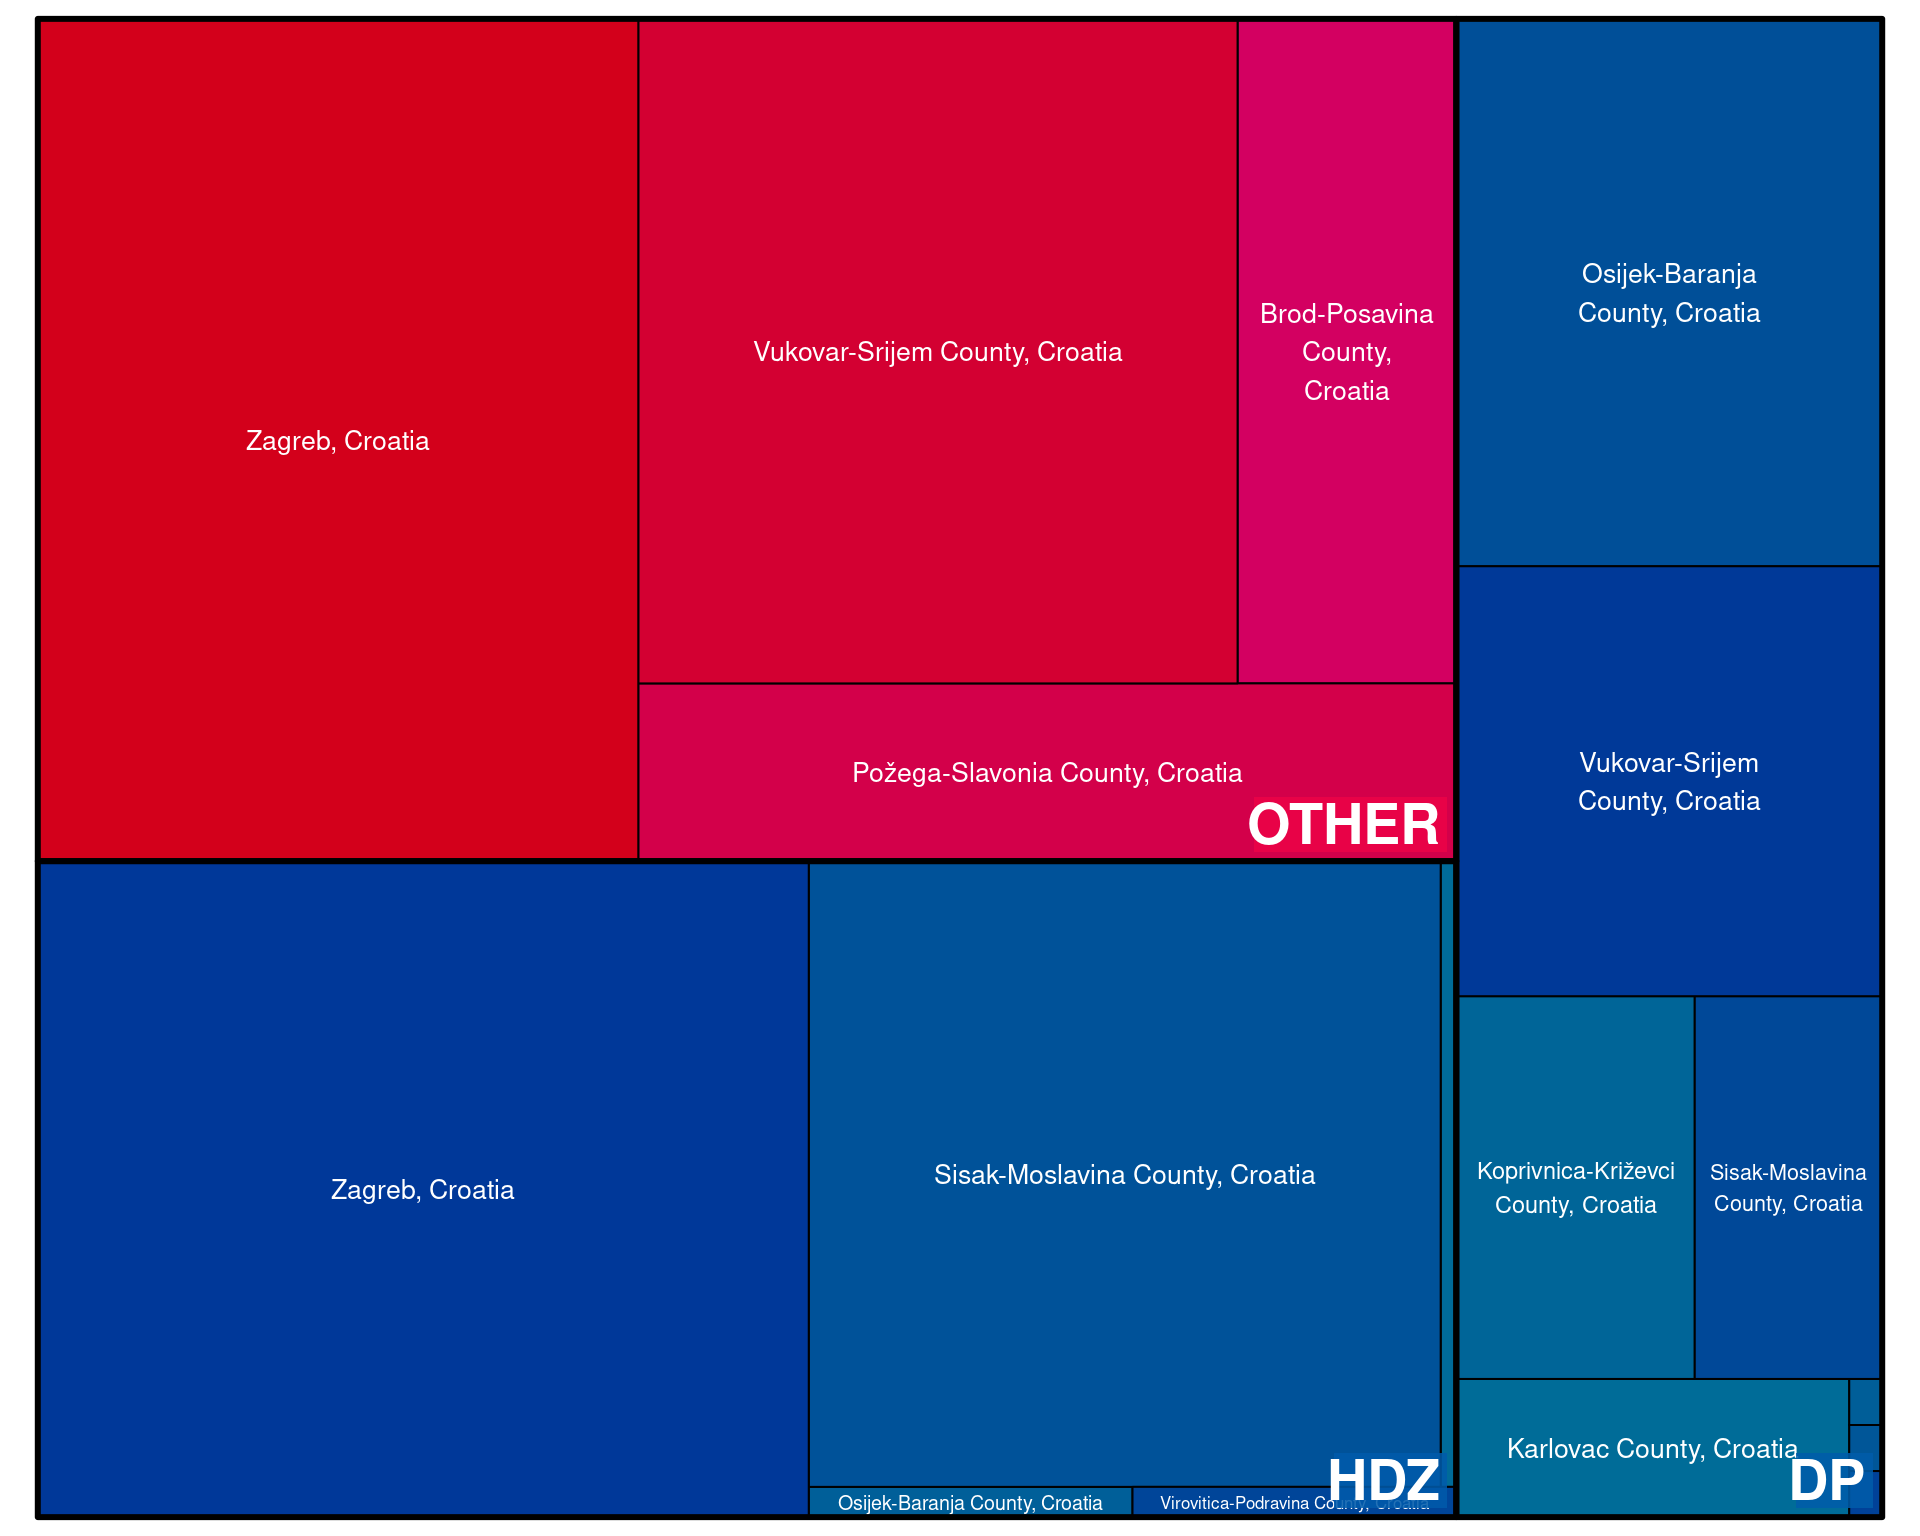 Zagreb, Croatia
Vukovar-Srijem County, Croatia
Brod-Posavina
County,
Croatia
Požega-Slavonia County, Croatia
OTHER
Osijek-Baranja
County, Croatia
Vukovar-Srijem
County, Croatia
Koprivnica-Križevci
County, Croatia
Sisak-Moslavina
County, Croatia
Karlovac County, Croatia
DP
Zagreb, Croatia
Sisak-Moslavina County, Croatia
Osijek-Baranja County, Croatia
Virovitica-Podravina County, Croatia
HDZ